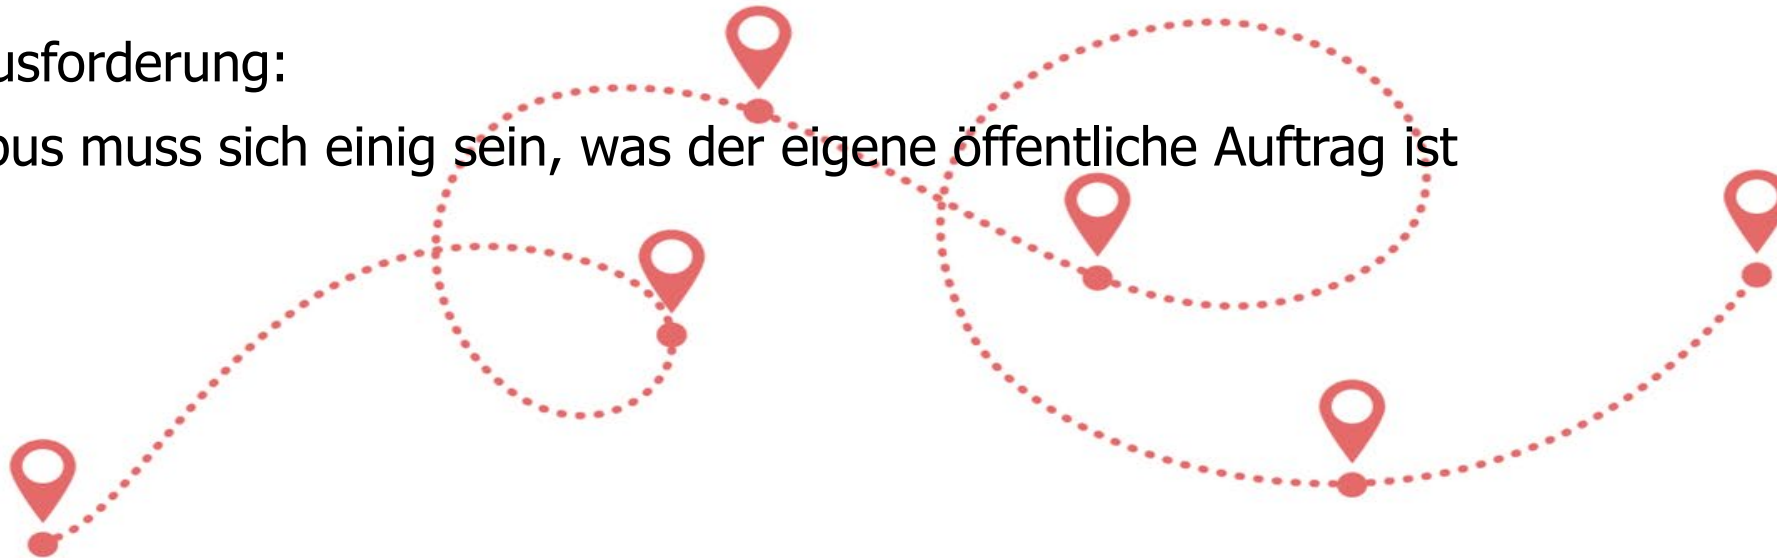 usforderung:
ous muss sich einig sein, was der eigene öffentliche Auftrag ist